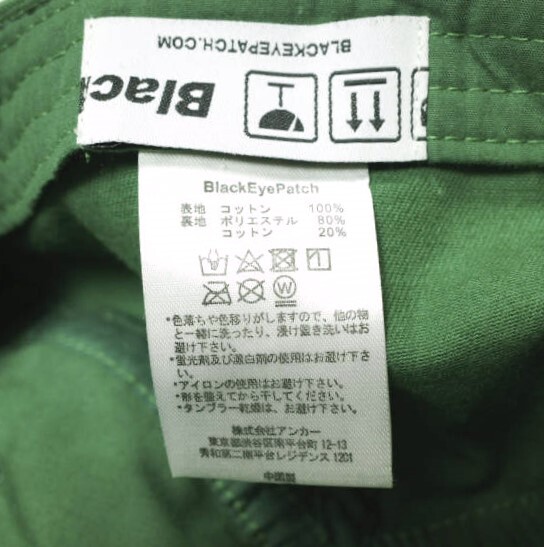 BLACKEYEPATCH.COM
Blac
BlackEyePatch
表地 コットン 100%
裏地 ポリエステル 80%
コットン 20%
*色落ちや色移りがしますので、他の物
と一緒に洗ったり、漬け置き洗いはお
避け下さい。
*蛍光剤及び漂白剤の使用はお避け下さ
い。
*アイロンの使用はお避け下さい。
*形を整えてから干してください。
*タンブラー乾燥は、お避け下さい。
株式会社アンカー
東京都渋谷区南平台町 12-13
秀和第二南平台レジデンス 1201
中国製